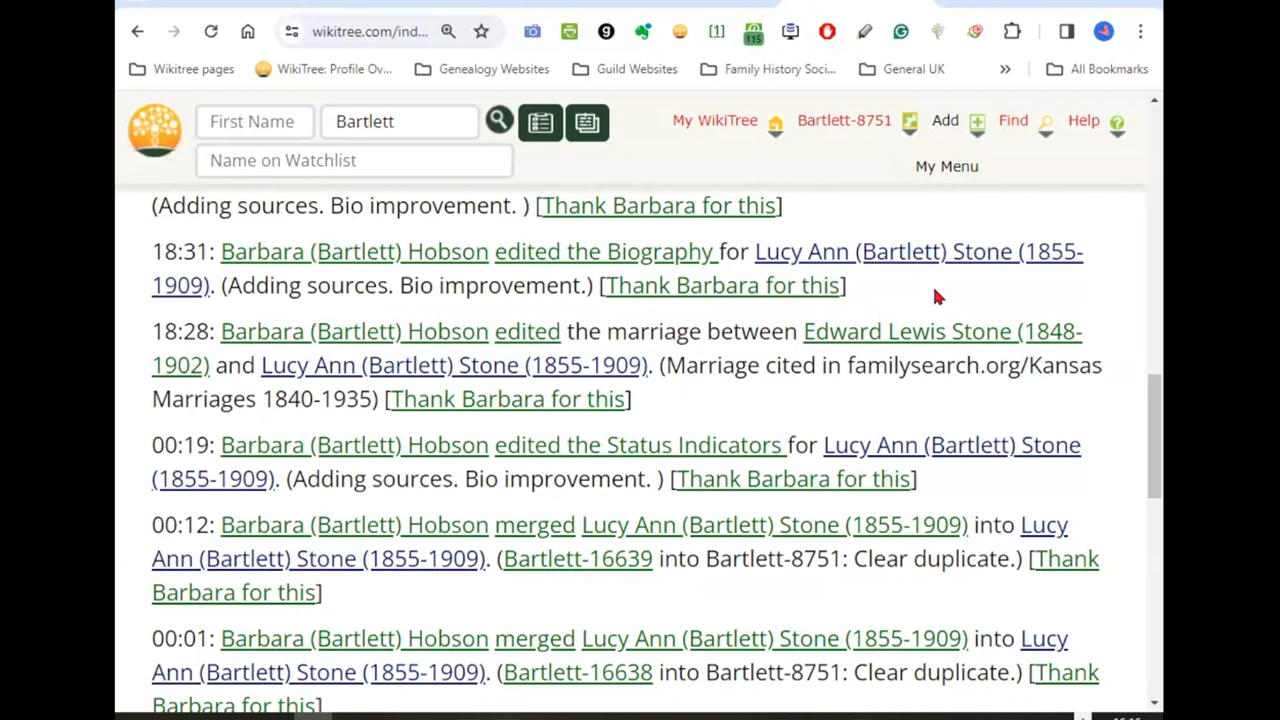 wikitree.com/ind...
[1]
115
Wikitree pages
WikiTree: Profile Ov...
Genealogy Websites
Guild Websites
Family History Soci...
General UK
»
All Bookmarks
First Name
Bartlett
My WikiTree
Bartlett-8751
Add
Find
Help
Name on Watchlist
My Menu
(Adding sources. Bio improvement. ) [Thank Barbara for this]
18:31: Barbara (Bartlett) Hobson edited the Biography for Lucy Ann (Bartlett) Stone (1855-
1909). (Adding sources. Bio improvement.) [Thank Barbara for this]
18:28: Barbara (Bartlett) Hobson edited the marriage between Edward Lewis Stone (1848-
1902) and Lucy Ann (Bartlett) Stone (1855-1909). (Marriage cited in familysearch.org/Kansas
Marriages 1840-1935) [Thank Barbara for this]
00:19: Barbara (Bartlett) Hobson edited the Status Indicators for Lucy Ann (Bartlett) Stone
(1855-1909). (Adding sources. Bio improvement. ) [Thank Barbara for this]
00:12: Barbara (Bartlett) Hobson merged Lucy Ann (Bartlett) Stone (1855-1909) into Lucy
Ann (Bartlett) Stone (1855-1909). (Bartlett-16639 into Bartlett-8751: Clear duplicate.) [Thank
Barbara for this]
00:01: Barbara (Bartlett) Hobson merged Lucy Ann (Bartlett) Stone (1855-1909) into Lucy
Ann (Bartlett) Stone (1855-1909). (Bartlett-16638 into Bartlett-8751: Clear duplicate.) [Thank
Barbara for this]